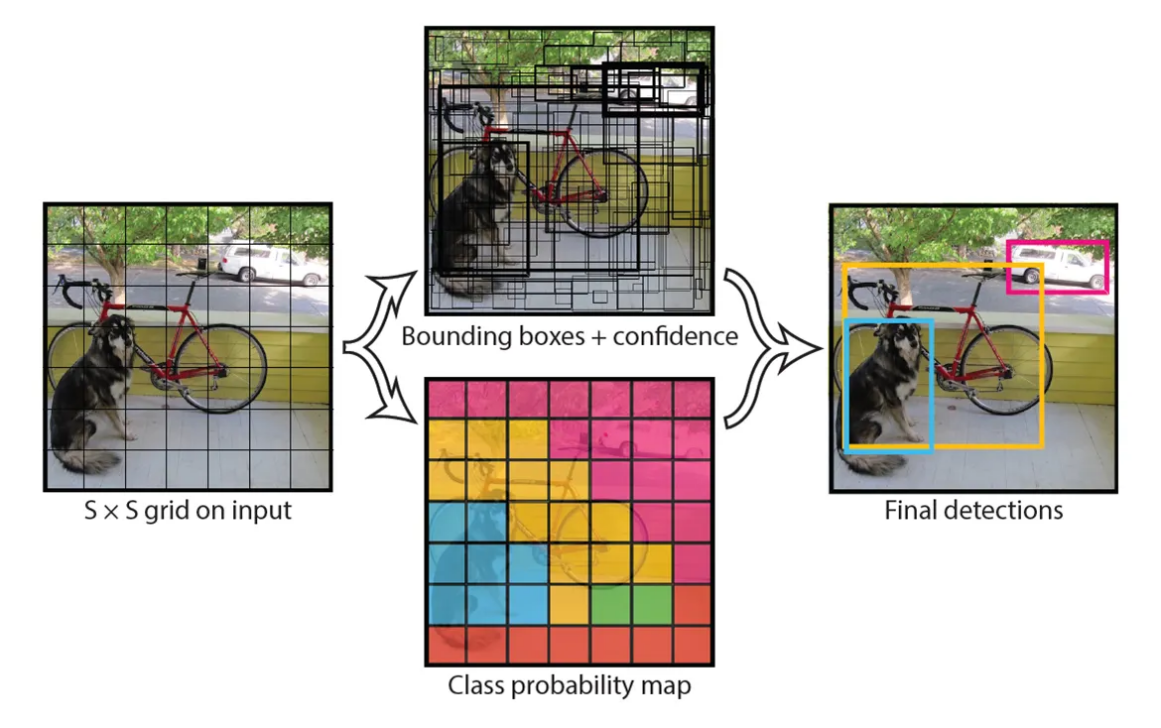 Bounding boxes + confidence
S × S grid on input
Final detections
Class probability map